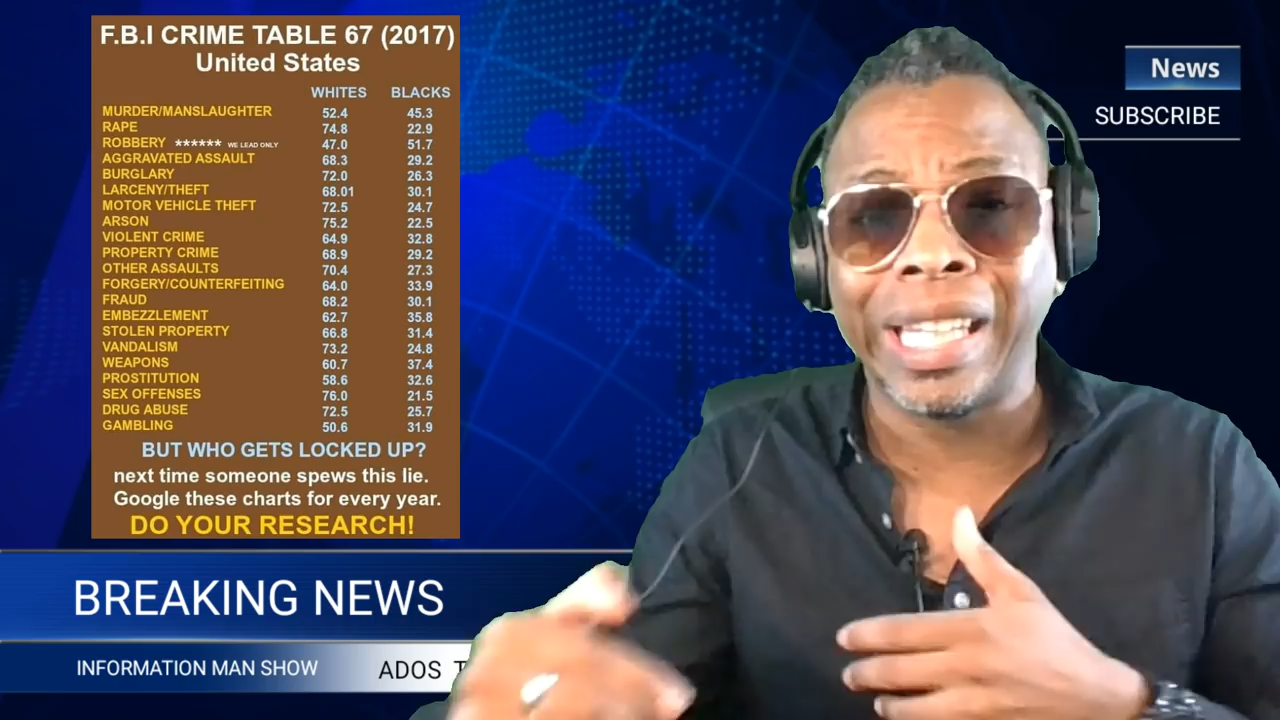 F.B.I CRIME TABLE 67 (2017)
United States
WHITES BLACKS
MURDER/MANSLAUGHTER 52.4 45.3
RAPE 74.8 22.9
ROBBERY ****** WE LEAD ONLY 47.0 51.7
AGGRAVATED ASSAULT 68.3 29.2
BURGLARY 72.0 26.3
LARCENY/THEFT 68.01 30.1
MOTOR VEHICLE THEFT 72.5 24.7
ARSON 75.2 22.5
VIOLENT CRIME 64.9 32.8
PROPERTY CRIME 68.9 29.2
OTHER ASSAULTS 70.4 27.3
FORGERY/COUNTERFEITING 64.0 33.9
FRAUD 68.2 30.1
EMBEZZLEMENT 62.7 35.8
STOLEN PROPERTY 66.8 31.4
VANDALISM 73.2 24.8
WEAPONS 60.7 37.4
PROSTITUTION 58.6 32.6
SEX OFFENSES 76.0 21.5
DRUG ABUSE 72.5 25.7
GAMBLING 50.6 31.9
BUT WHO GETS LOCKED UP?
next time someone spews this lie.
Google these charts for every year.
DO YOUR RESEARCH!
News
SUBSCRIBE
BREAKING NEWS
INFORMATION MAN SHOW ADOS